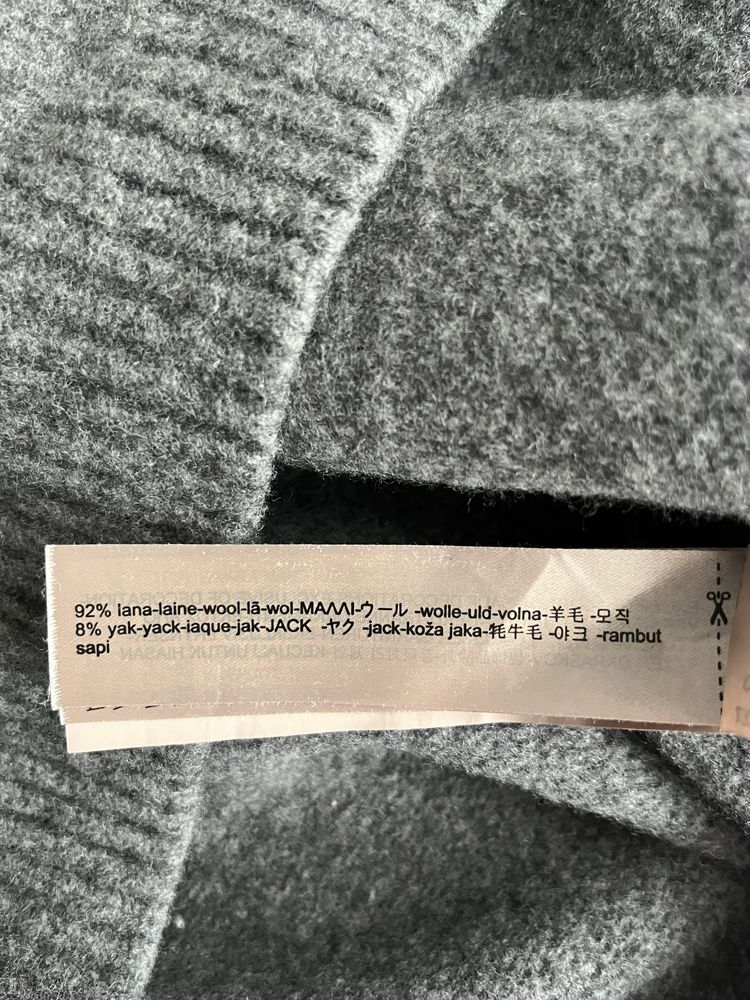 92% lana-laine-wool-lã-wol-ΜΑΛΛΙ-ウール -wolle-uld-volna-羊毛 -모직
8% yak-yack-iaque-jak-JACK -ヤク -jack-koža jaka-牦牛毛 -야크 -rambut
sapi